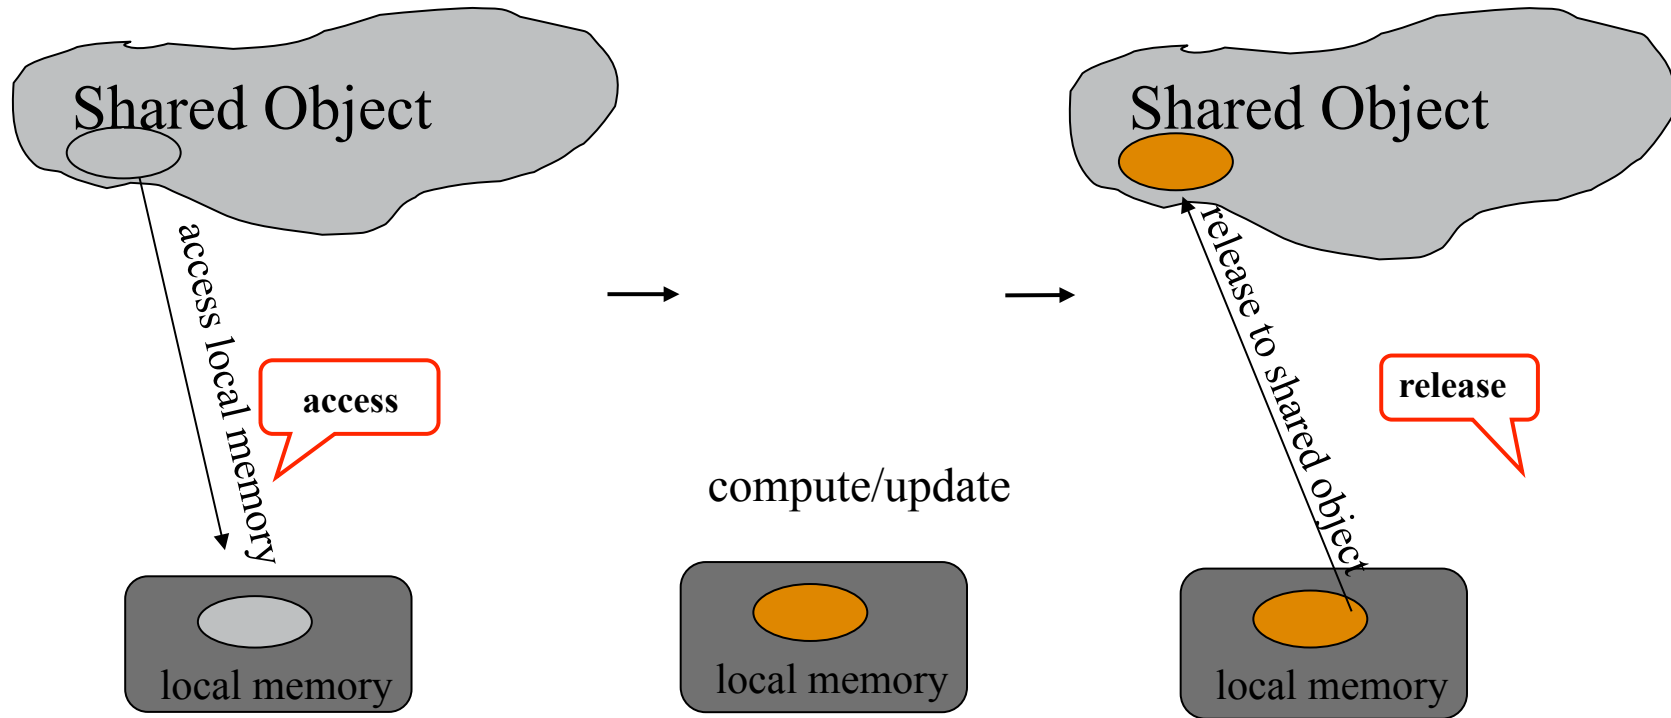 Shared Object
access local memory
access
local memory
compute/update
local memory
Shared Object
release to shared object
release
local memory